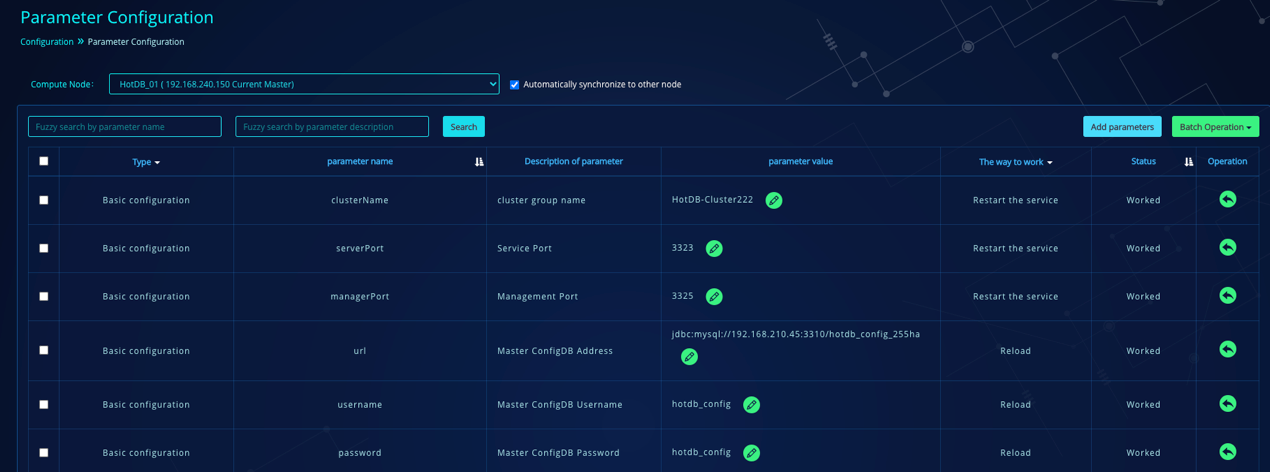 Parameter Configuration
Configuration » Parameter Configuration
Compute Node: HotDB_01 ( 192.168.240.150 Current Master) Automatically synchronize to other node
Fuzzy search by parameter name Fuzzy search by parameter description Search Add parameters Batch Operation
Type parameter name Description of parameter parameter value The way to work Status Operation
Basic configuration clusterName cluster group name HotDB-Cluster222 Restart the service Worked
Basic configuration serverPort Service Port 3323 Restart the service Worked
Basic configuration managerPort Management Port 3325 Restart the service Worked
Basic configuration url Master ConfigDB Address jdbc:mysql://192.168.210.45:3310/hotdb_config_255ha Reload Worked
Basic configuration username Master ConfigDB Username hotdb_config Reload Worked
Basic configuration password Master ConfigDB Password hotdb_config Reload Worked